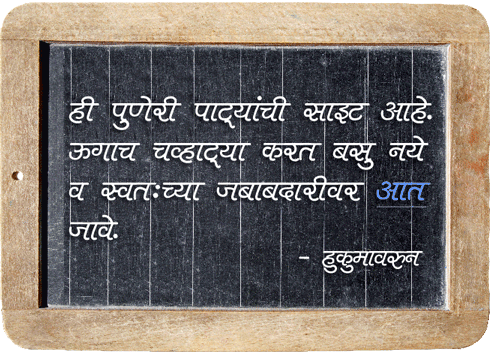 ही पुणेरी पाट्यांची साइट आहे.
ऊगाच चव्हाट्या करत बसु नये
व स्वतःच्या जबाबदारीवर आत
जावे.
- हुकुमावरुन